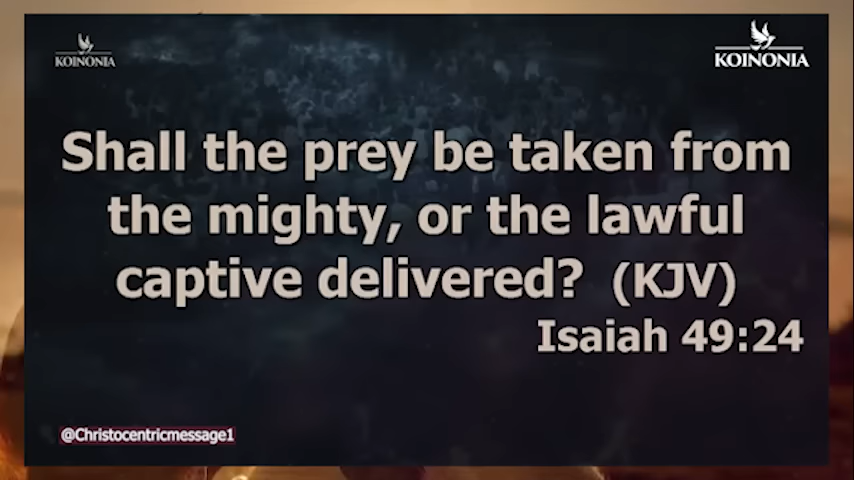 KOINONIA
KOINONIA
Shall the prey be taken from
the mighty, or the lawful
captive delivered? (KJV)
Isaiah 49:24
@Christocentricmessage1